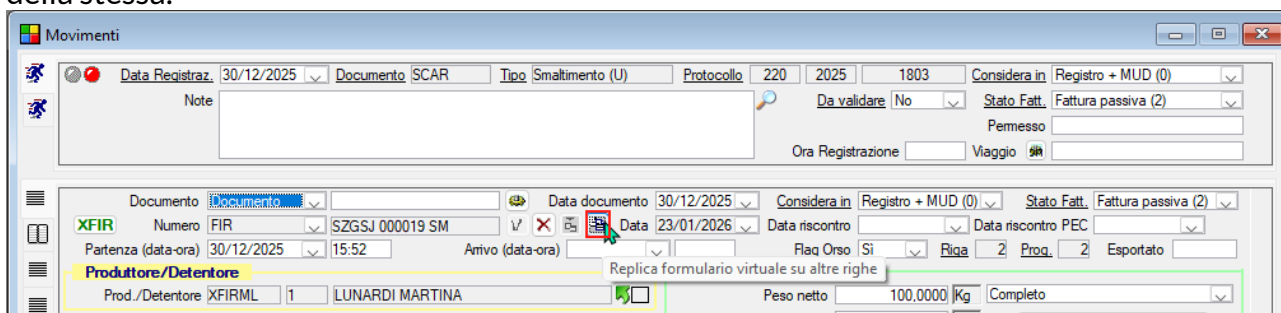 della stessa.
Movimenti
Data Registraz. 30/12/2025 Documento SCAR Tipo Smaltimento (U) Protocollo 220 2025 1803 Considera in Registro + MUD (0)
Note Da validare No Stato Fatt. Fattura passiva (2)
Permesso
Ora Registrazione Viaggio
Documento Documento Data documento 30/12/2025 Considera in Registro + MUD (0) Stato Fatt. Fattura passiva (2)
XFIR Numero FIR SZGSJ 000019 SM Data 23/01/2026 Data riscontro Data riscontro PEC
Partenza (data-ora) 30/12/2025 15:52 Arrivo (data-ora) Flag Orso Sì Riga 2 Prog. 2 Esportato
Produttore/Detentore Replica formulario virtuale su altre righe
Prod./Detentore XFIRML 1 LUNARDI MARTINA Peso netto 100,0000 Kg Completo